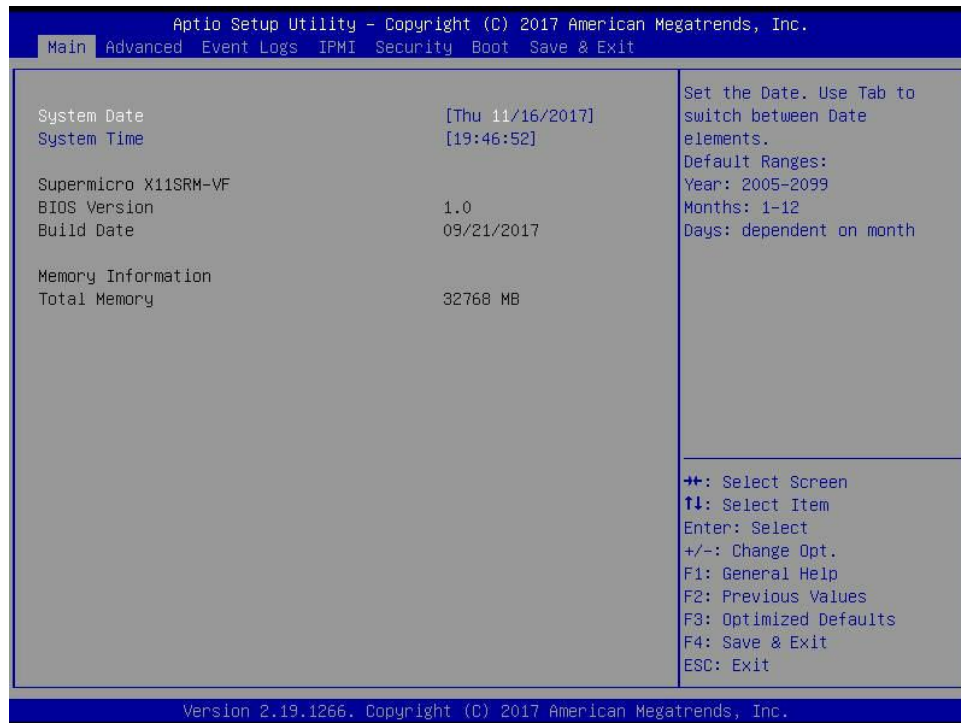 Aptio Setup Utility – Copyright (C) 2017 American Megatrends, Inc.
Main Advanced Event Logs IPMI Security Boot Save & Exit
System Date [Thu 11/16/2017]
System Time [19:46:52]
Supermicro X11SRM-VF
BIOS Version 1.0
Build Date 09/21/2017
Memory Information
Total Memory 32768 MB
Set the Date. Use Tab to
switch between Date
elements.
Default Ranges:
Year: 2005-2099
Months: 1-12
Days: dependent on month
→←: Select Screen
↑↓: Select Item
Enter: Select
+/-: Change Opt.
F1: General Help
F2: Previous Values
F3: Optimized Defaults
F4: Save & Exit
ESC: Exit
Version 2.19.1266. Copyright (C) 2017 American Megatrends, Inc.